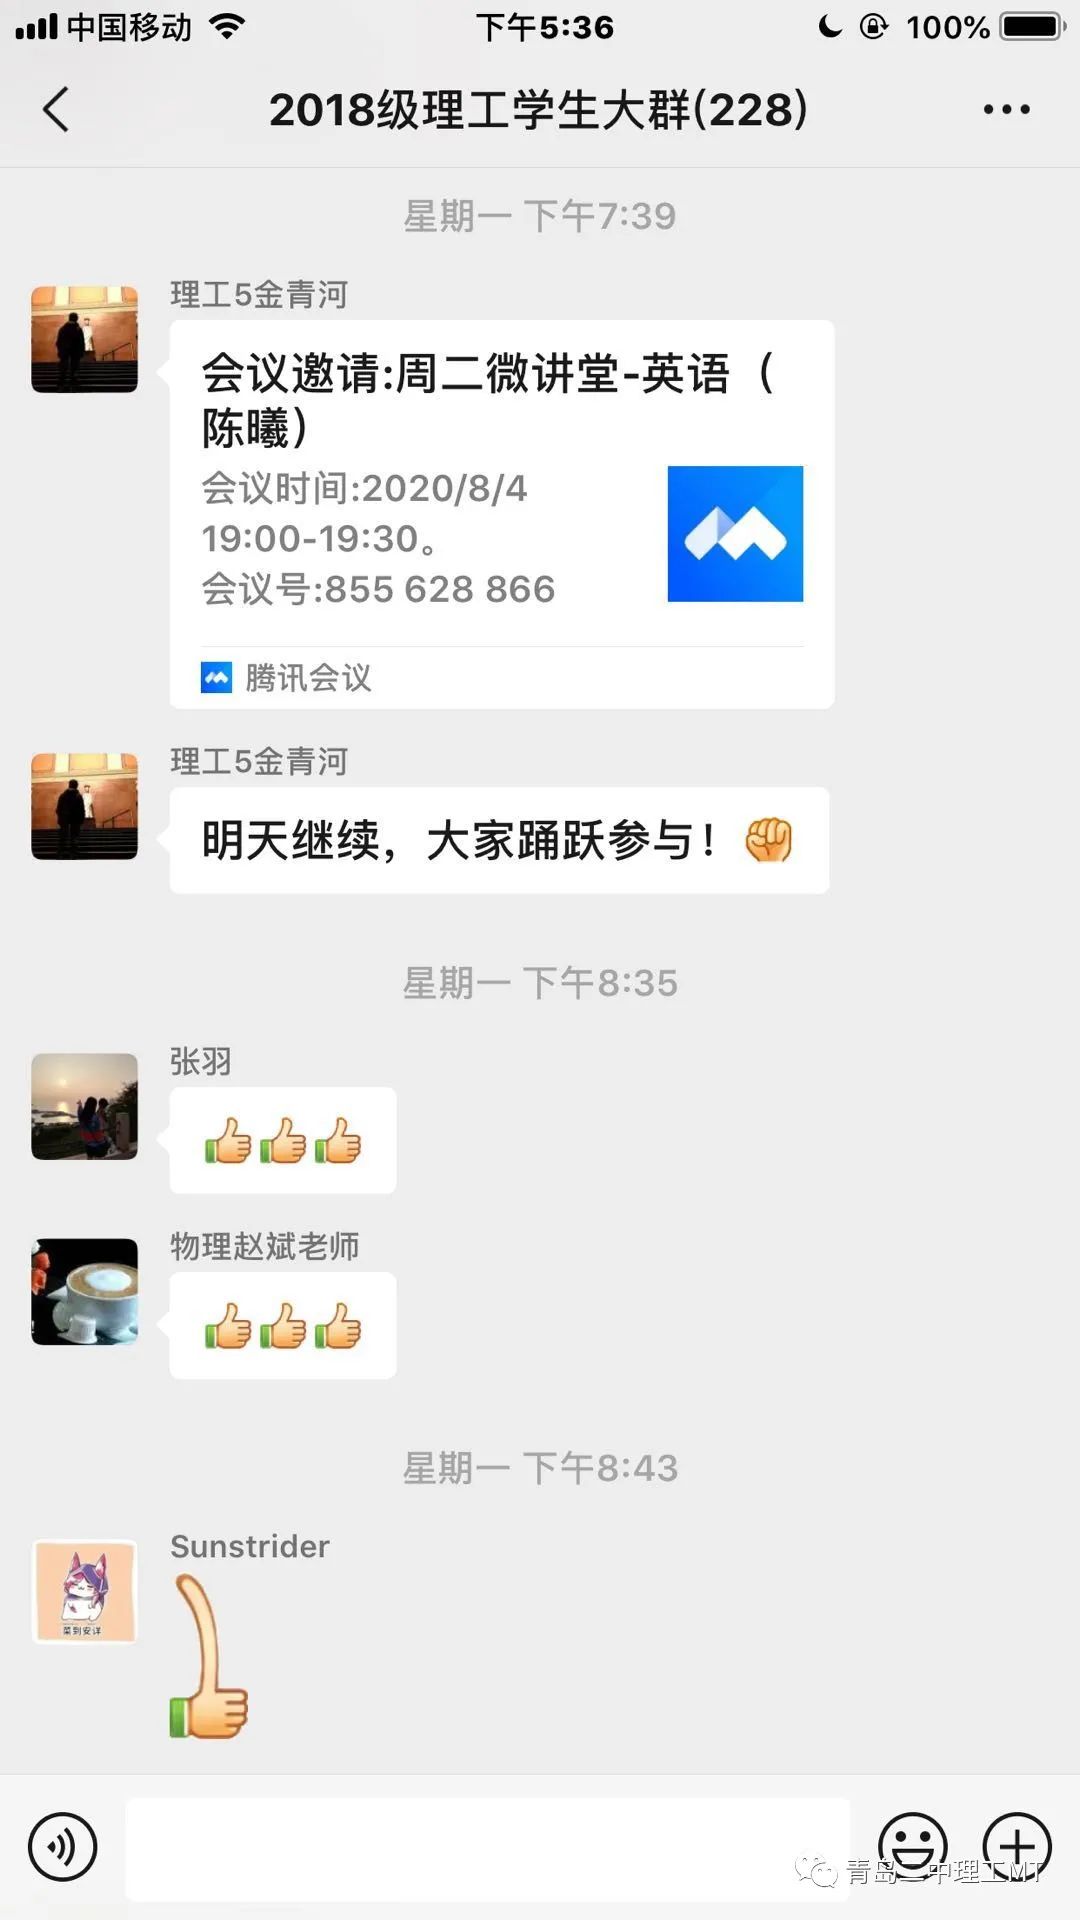 中国移动
下午5:36
100%
2018级理工学生大群(228)
星期一 下午7:39
理工5金青河
会议邀请:周二微讲堂-英语（
陈曦）
会议时间:2020/8/4
19:00-19:30。
会议号:855 628 866
腾讯会议
理工5金青河
明天继续，大家踊跃参与！
星期一 下午8:35
张羽
物理赵斌老师
星期一 下午8:43
Sunstrider
菜到安详
青岛二中理工MT